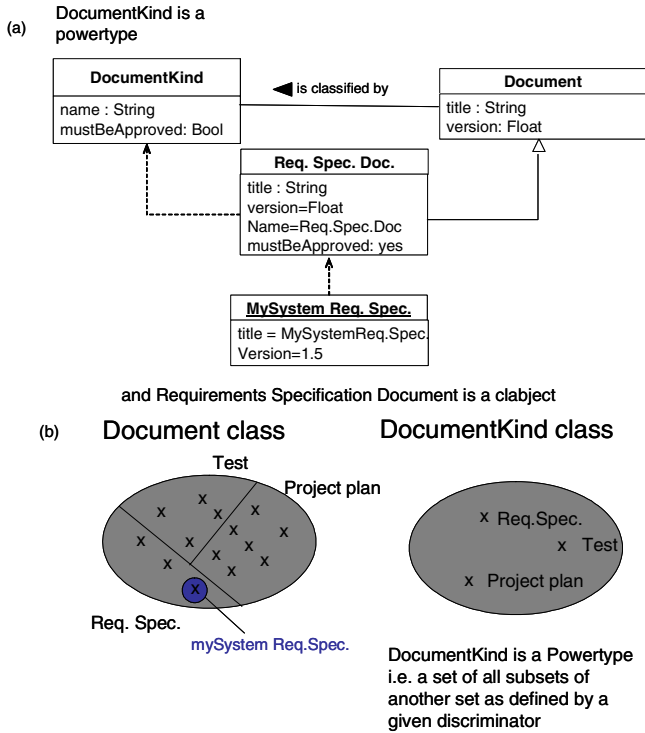 (a)
DocumentKind is a
powertype
DocumentKind
name : String
mustBeApproved: Bool
is classified by
Document
title : String
version: Float
Req. Spec. Doc.
title : String
version=Float
Name=Req.Spec.Doc
mustBeApproved: yes
MySystem Req. Spec.
title = MySystemReq.Spec.
Version=1.5
and Requirements Specification Document is a clabject
(b)
Document class
DocumentKind class
Test
Project plan
x x x x x x x x x x x x x x
Req. Spec.
mySystem Req.Spec.
x Req.Spec.
x Test
x Project plan
DocumentKind is a Powertype
i.e. a set of all subsets of
another set as defined by a
given discriminator